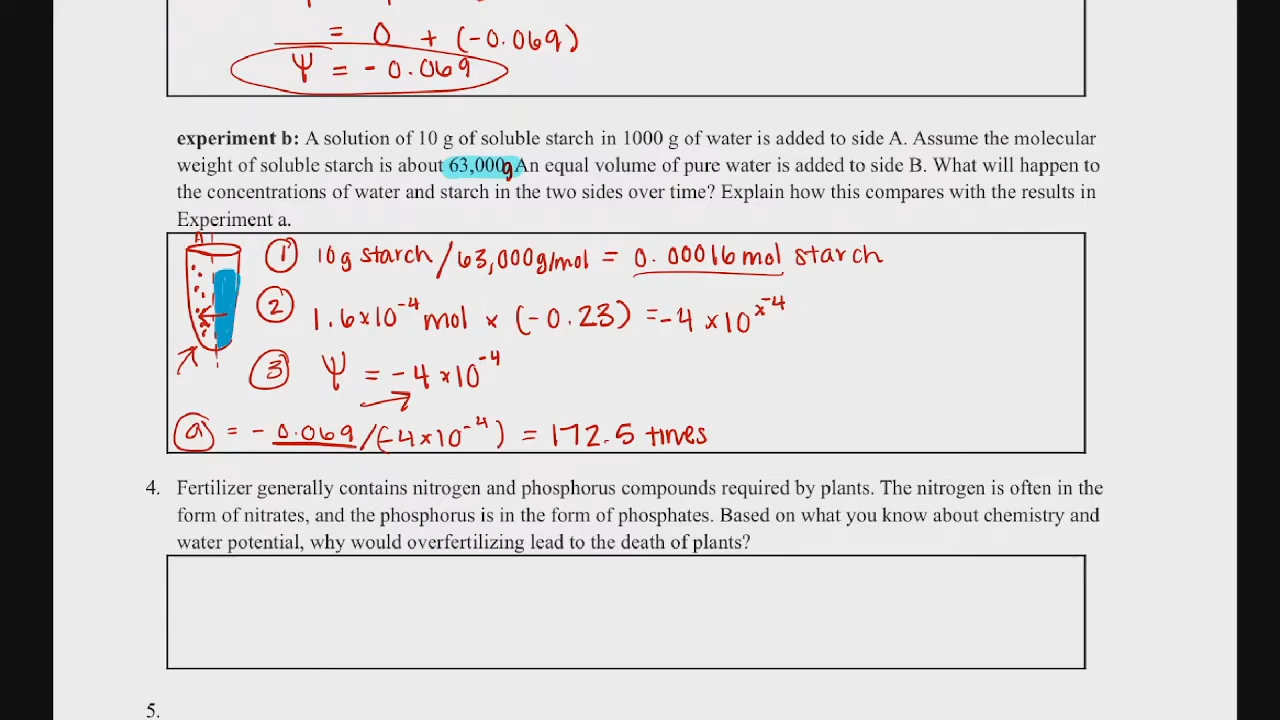 = 0 + (-0.069)
Ψ = -0.069
experiment b: A solution of 10 g of soluble starch in 1000 g of water is added to side A. Assume the molecular
weight of soluble starch is about 63,000g An equal volume of pure water is added to side B. What will happen to
the concentrations of water and starch in the two sides over time? Explain how this compares with the results in
Experiment a.
A
① 10g starch/63,000g/mol = 0.00016 mol starch
② 1.6x10⁻⁴ mol x (-0.23) = -4 x 10ˣ⁻⁴
③ Ψ = -4 x 10⁻⁴
ⓐ = -0.069/(-4x10⁻⁴) = 172.5 times
4. Fertilizer generally contains nitrogen and phosphorus compounds required by plants. The nitrogen is often in the
form of nitrates, and the phosphorus is in the form of phosphates. Based on what you know about chemistry and
water potential, why would overfertilizing lead to the death of plants?
5.